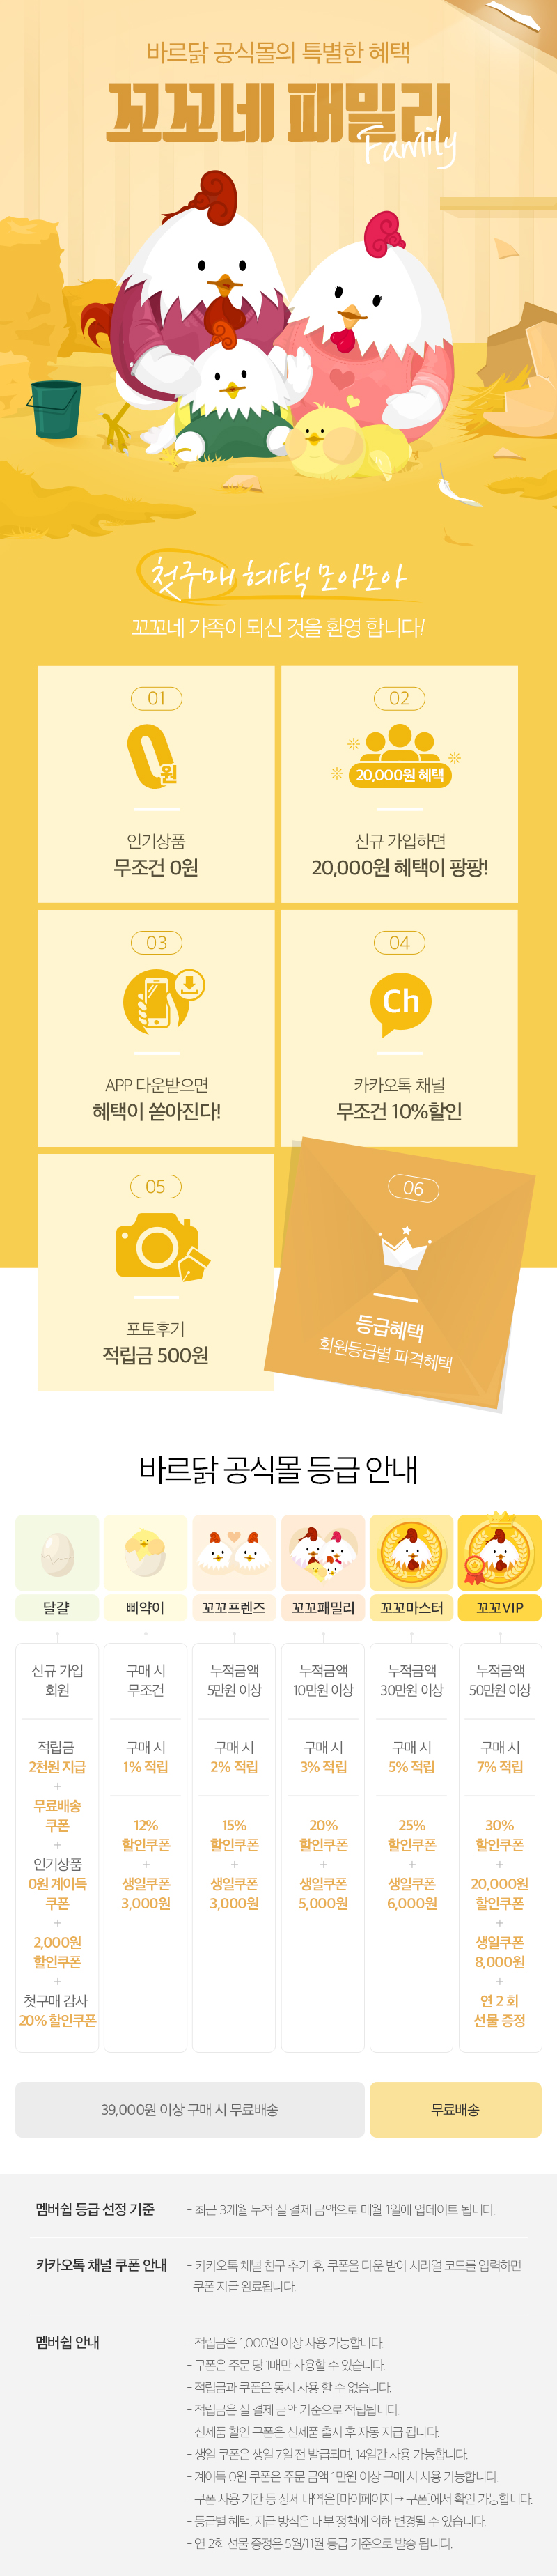 바르닭 공식몰의 특별한 혜택
꼬꼬네 패밀리
Family
첫구매 혜택 모아모아
꼬꼬네 가족이 되신 것을 환영 합니다!
01
0원
인기상품
무조건 0원
02
20,000원 혜택
신규 가입하면
20,000원 혜택이 팡팡!
03
APP 다운받으면
혜택이 쏟아진다!
04
Ch
카카오톡 채널
무조건 10%할인
05
포토후기
적립금 500원
06
등급혜택
회원등급별 파격혜택
바르닭 공식몰 등급 안내
달걀
삐약이
꼬꼬프렌즈
꼬꼬패밀리
꼬꼬마스터
꼬꼬VIP
신규 가입
회원
적립금
2천원 지급
+
무료배송
쿠폰
+
인기상품
0원 계이득
쿠폰
+
2,000원
할인쿠폰
+
첫구매 감사
20% 할인쿠폰
구매 시
무조건
구매 시
1% 적립
12%
할인쿠폰
+
생일쿠폰
3,000원
누적금액
5만원 이상
구매 시
2% 적립
15%
할인쿠폰
+
생일쿠폰
3,000원
누적금액
10만원 이상
구매 시
3% 적립
20%
할인쿠폰
+
생일쿠폰
5,000원
누적금액
30만원 이상
구매 시
5% 적립
25%
할인쿠폰
+
생일쿠폰
6,000원
누적금액
50만원 이상
구매 시
7% 적립
30%
할인쿠폰
+
20,000원
할인쿠폰
+
생일쿠폰
8,000원
+
연 2 회
선물 증정
39,000원 이상 구매 시 무료배송
무료배송
멤버쉽 등급 선정 기준
- 최근 3개월 누적 실 결제 금액으로 매월 1일에 업데이트 됩니다.
카카오톡 채널 쿠폰 안내
- 카카오톡 채널 친구 추가 후, 쿠폰을 다운 받아 시리얼 코드를 입력하면
쿠폰 지급 완료됩니다.
멤버쉽 안내
- 적립금은 1,000원 이상 사용 가능합니다.
- 쿠폰은 주문 당 1매만 사용할 수 있습니다.
- 적립금과 쿠폰은 동시 사용 할 수 없습니다.
- 적립금은 실 결제 금액 기준으로 적립됩니다.
- 신제품 할인 쿠폰은 신제품 출시 후 자동 지급 됩니다.
- 생일 쿠폰은 생일 7일 전 발급되며, 14일간 사용 가능합니다.
- 계이득 0원 쿠폰은 주문 금액 1만원 이상 구매 시 사용 가능합니다.
- 쿠폰 사용 기간 등 상세 내역은 [마이페이지 → 쿠폰]에서 확인 가능합니다.
- 등급별 혜택, 지급 방식은 내부 정책에 의해 변경될 수 있습니다.
- 연 2회 선물 증정은 5월/11월 등급 기준으로 발송 됩니다.